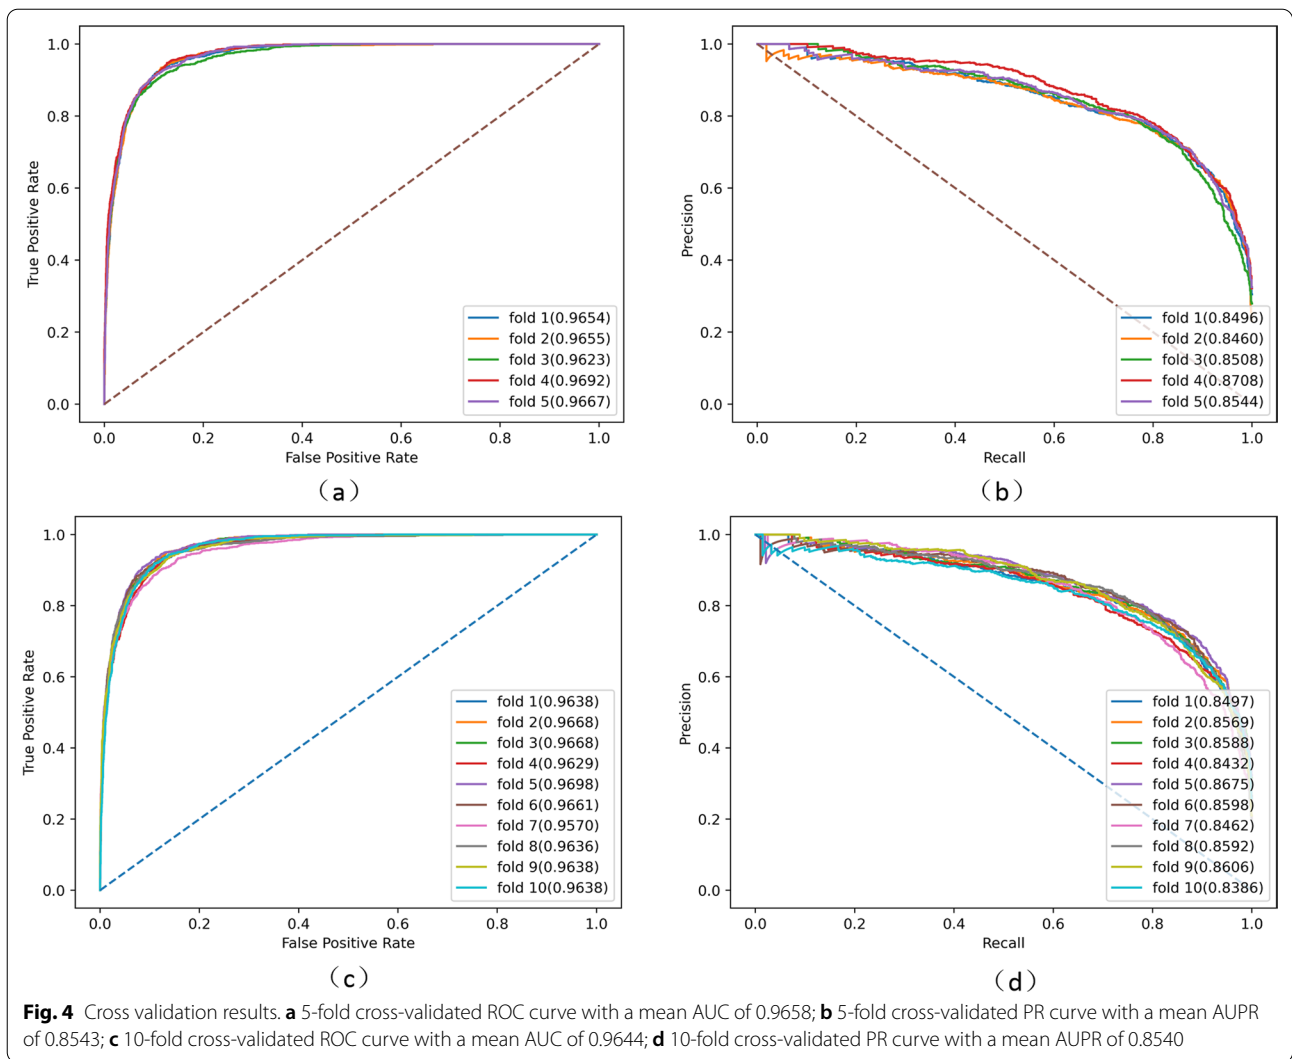 1.0
0.8
0.6
0.4
0.2
0.0
True Positive Rate
0.0 0.2 0.4 0.6 0.8 1.0
False Positive Rate
fold 1(0.9654)
fold 2(0.9655)
fold 3(0.9623)
fold 4(0.9692)
fold 5(0.9667)
(a)
1.0
0.8
0.6
0.4
0.2
0.0
Precision
0.0 0.2 0.4 0.6 0.8 1.0
Recall
fold 1(0.8496)
fold 2(0.8460)
fold 3(0.8508)
fold 4(0.8708)
fold 5(0.8544)
(b)
1.0
0.8
0.6
0.4
0.2
0.0
True Positive Rate
0.0 0.2 0.4 0.6 0.8 1.0
False Positive Rate
fold 1(0.9638)
fold 2(0.9668)
fold 3(0.9668)
fold 4(0.9629)
fold 5(0.9698)
fold 6(0.9661)
fold 7(0.9570)
fold 8(0.9636)
fold 9(0.9638)
fold 10(0.9638)
(c)
1.0
0.8
0.6
0.4
0.2
0.0
Precision
0.0 0.2 0.4 0.6 0.8 1.0
Recall
fold 1(0.8497)
fold 2(0.8569)
fold 3(0.8588)
fold 4(0.8432)
fold 5(0.8675)
fold 6(0.8598)
fold 7(0.8462)
fold 8(0.8592)
fold 9(0.8606)
fold 10(0.8386)
(d)
Fig. 4 Cross validation results. a 5-fold cross-validated ROC curve with a mean AUC of 0.9658; b 5-fold cross-validated PR curve with a mean AUPR
of 0.8543; c 10-fold cross-validated ROC curve with a mean AUC of 0.9644; d 10-fold cross-validated PR curve with a mean AUPR of 0.8540